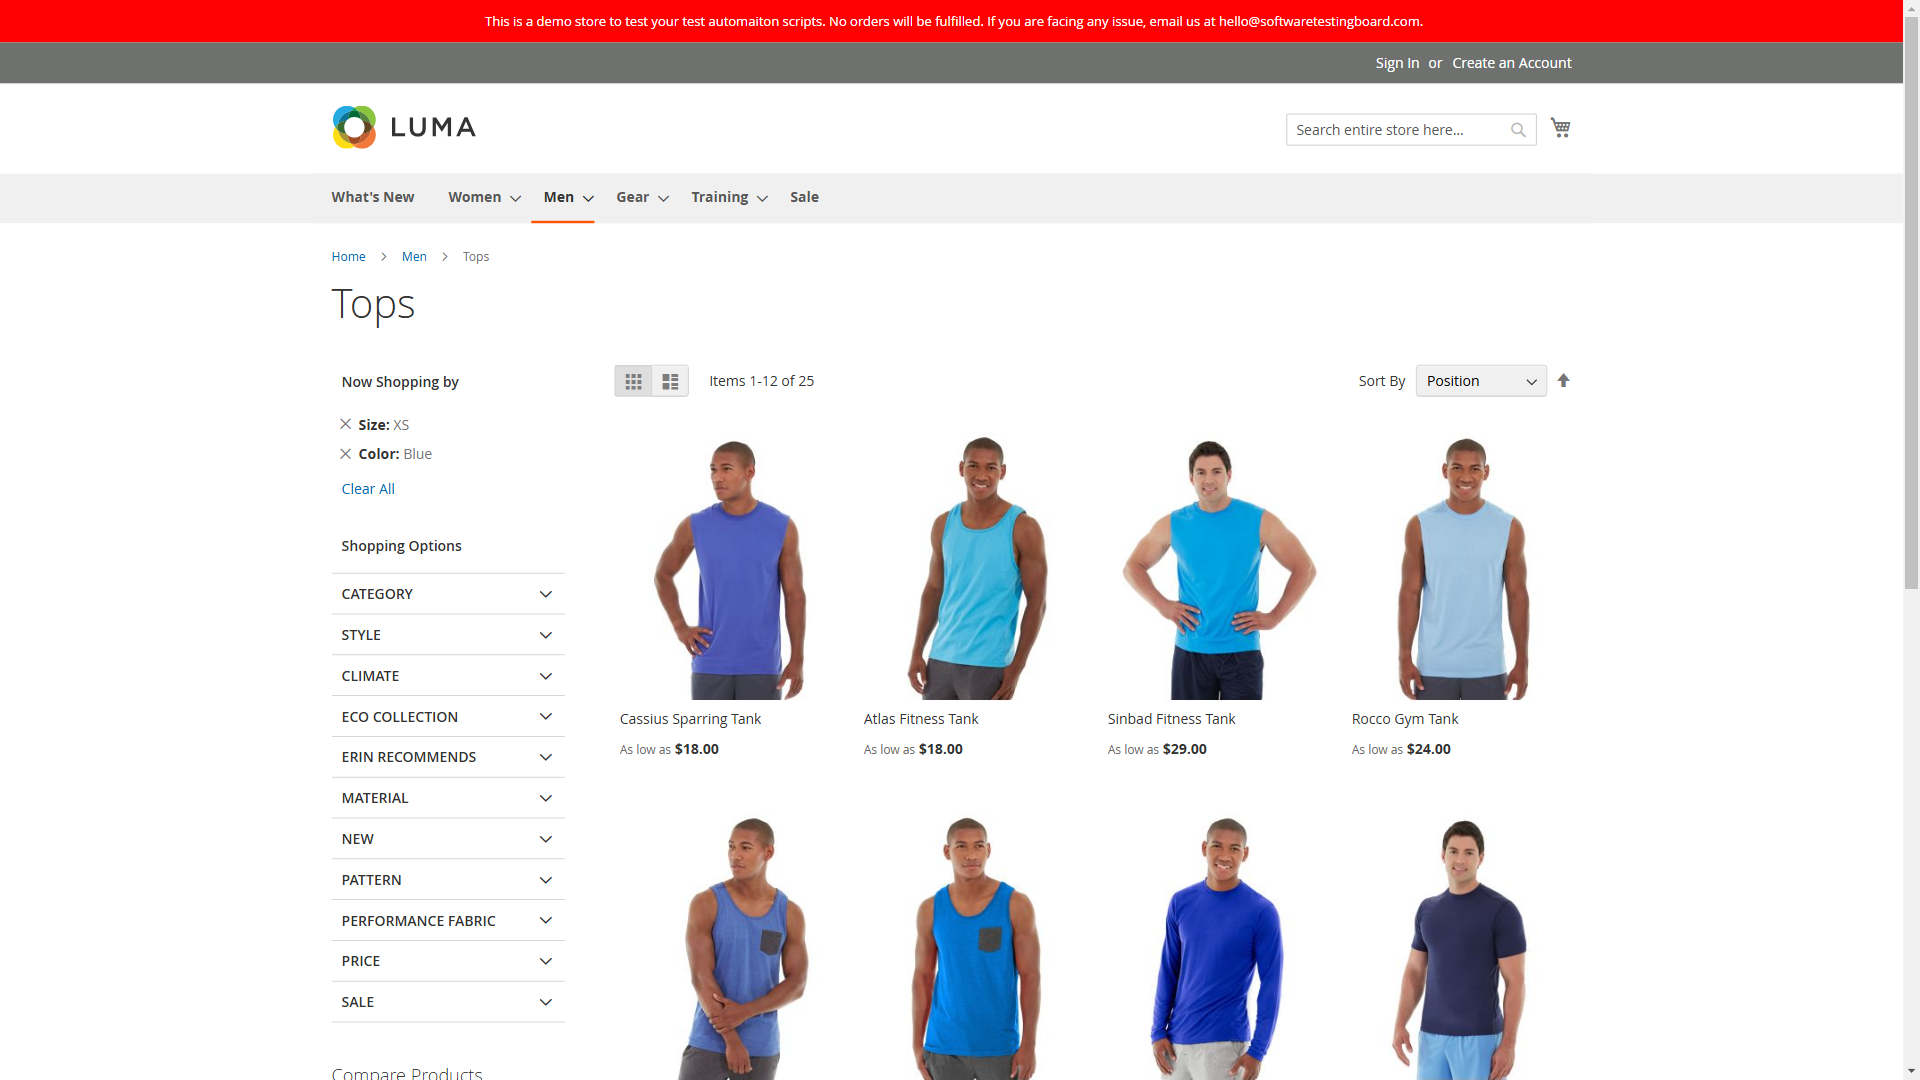 This is a demo store to test your test automaiton scripts. No orders will be fulfilled. If you are facing any issue, email us at hello@softwaretestingboard.com.
Sign In or Create an Account
LUMA
Search entire store here...
What's New Women Men Gear Training Sale
Home Men Tops
Tops
Now Shopping by
Size: XS
Color: Blue
Clear All
Shopping Options
CATEGORY
STYLE
CLIMATE
ECO COLLECTION
ERIN RECOMMENDS
MATERIAL
NEW
PATTERN
PERFORMANCE FABRIC
PRICE
SALE
Compare Products
Items 1-12 of 25
Sort By Position
Cassius Sparring Tank
As low as $18.00
Atlas Fitness Tank
As low as $18.00
Sinbad Fitness Tank
As low as $29.00
Rocco Gym Tank
As low as $24.00